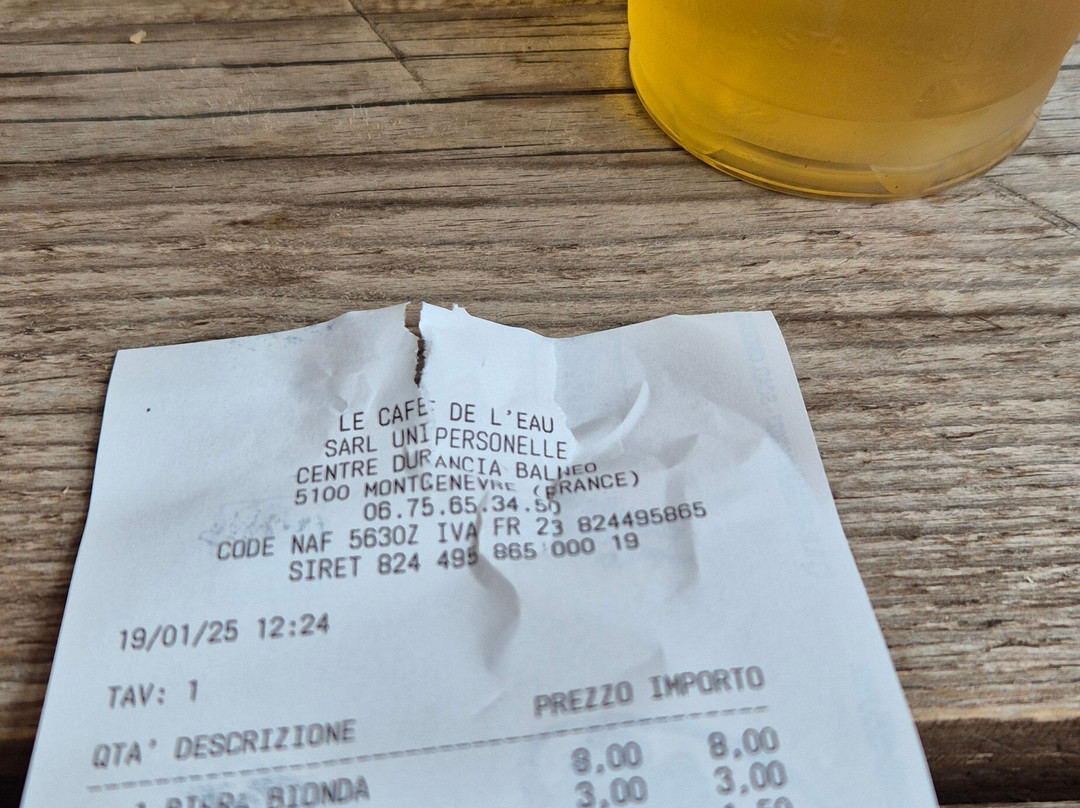 LE CAFE DE L'EAU
SARL UNIPERSONELLE
CENTRE DURANCIA BALNEO
5100 MONTGENEVRE (FRANCE)
06.75.65.34.50
CODE NAF 5630Z IVA FR 23 824495865
SIRET 824 495 865 000 19
19/01/25 12:24
TAV: 1
QTA' DESCRIZIONE PREZZO IMPORTO
1 BIERA BIONDA 8,00 8,00
3,00 3,00